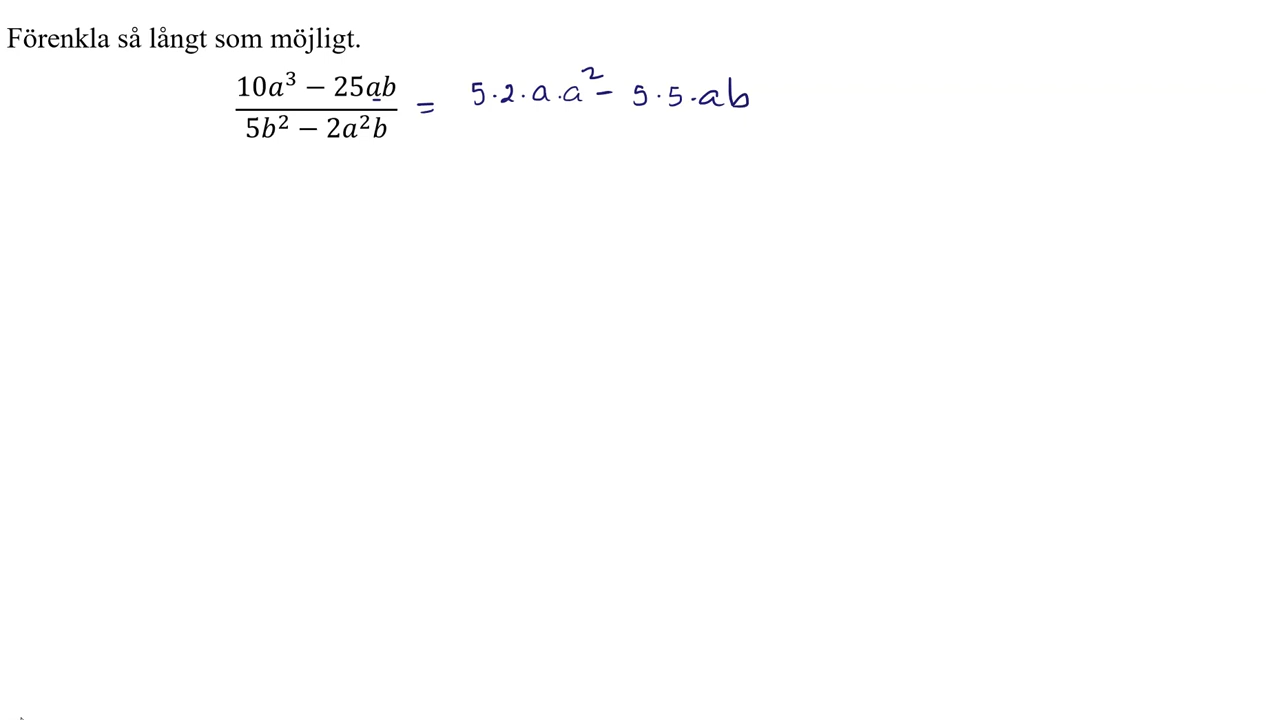 Förenkla så långt som möjligt.
10a³ − 25ab = 5·2·a·a² − 5·5·ab
5b² − 2a²b